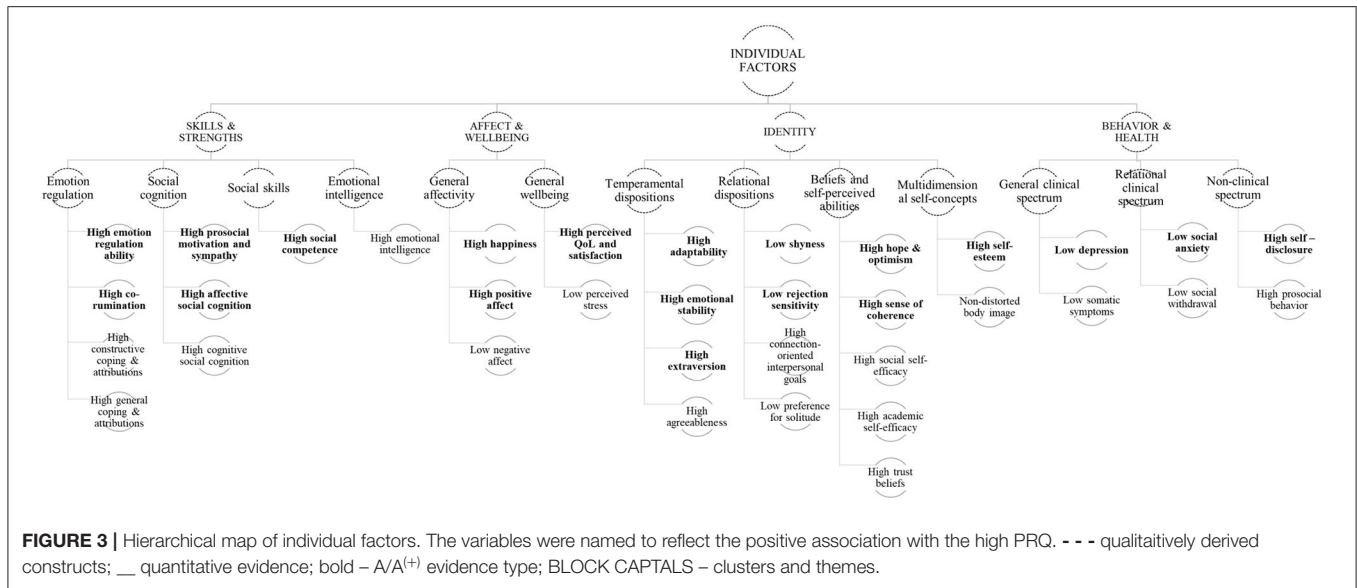 INDIVIDUAL
FACTORS
SKILLS &
STRENGTHS
AFFECT &
WELLBEING
IDENTITY
BEHAVIOR &
HEALTH
Emotion
regulation
Social
cognition
Social skills
Emotional
intelligence
General
affectivity
General
wellbeing
Temperamental
dispositions
Relational
dispositions
Beliefs and
self-perceived
abilities
Multidimension
al self-concepts
General clinical
spectrum
Relational
clinical
spectrum
Non-clinical
spectrum
High emotion
regulation
ability
High co-
rumination
High
constructive
coping &
attributions
High general
coping &
attributions
High prosocial
motivation and
sympathy
High affective
social cognition
High cognitive
social cognition
High social
competence
High emotional
intelligence
High happiness
High positive
affect
Low negative
affect
High perceived
QoL and
satisfaction
Low perceived
stress
High
adaptability
High emotional
stability
High
extraversion
High
agreeableness
Low shyness
Low rejection
sensitivity
High
connection-
oriented
interpersonal
goals
Low preference
for solitude
High hope &
optimism
High sense of
coherence
High social self-
efficacy
High academic
self-efficacy
High trust
beliefs
High self-
esteem
Non-distorted
body image
Low depression
Low somatic
symptoms
Low social
anxiety
Low social
withdrawal
High self –
disclosure
High prosocial
behavior
FIGURE 3 | Hierarchical map of individual factors. The variables were named to reflect the positive association with the high PRQ. - - - qualitaitively derived
constructs; __ quantitative evidence; bold – A/A(+) evidence type; BLOCK CAPTALS – clusters and themes.